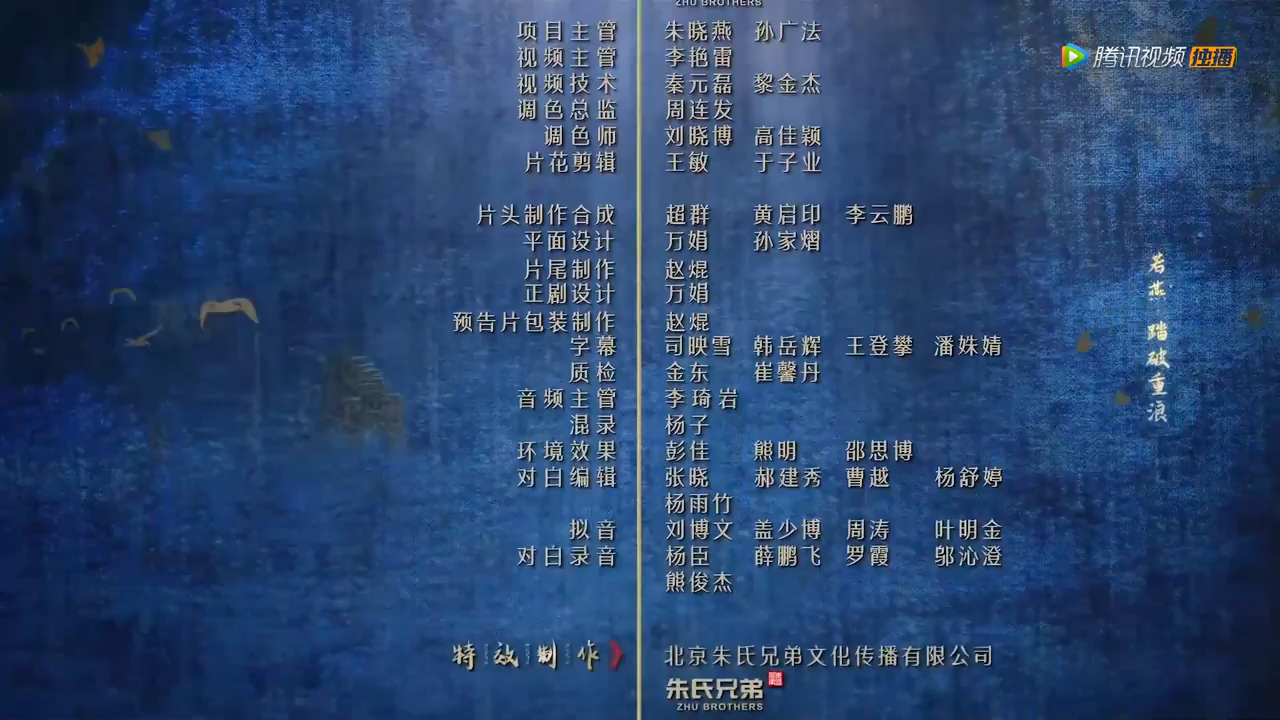 ZHU BROTHERS
项目主管 朱晓燕 孙广法
视频主管 李艳雷
视频技术 秦元磊 黎金杰
调色总监 周连发
调色师 刘晓博 高佳颖
片花剪辑 王敏 于子业
片头制作合成 超群 黄启印 李云鹏
平面设计 万娟 孙家熠
片尾制作 赵焜
正剧设计 万娟
预告片包装制作 赵焜
字幕 司映雪 韩岳辉 王登攀 潘姝婧
质检 金东 崔馨丹
音频主管 李琦岩
混录 杨子
环境效果 彭佳 熊明 邵思博
对白编辑 张晓 郝建秀 曹越 杨舒婷
杨雨竹
拟音 刘博文 盖少博 周涛 叶明金
对白录音 杨臣 薛鹏飞 罗霞 邬沁澄
熊俊杰
特效制作 北京朱氏兄弟文化传播有限公司
朱氏兄弟
ZHU BROTHERS
腾讯视频 独播
若燕 踏破重浪